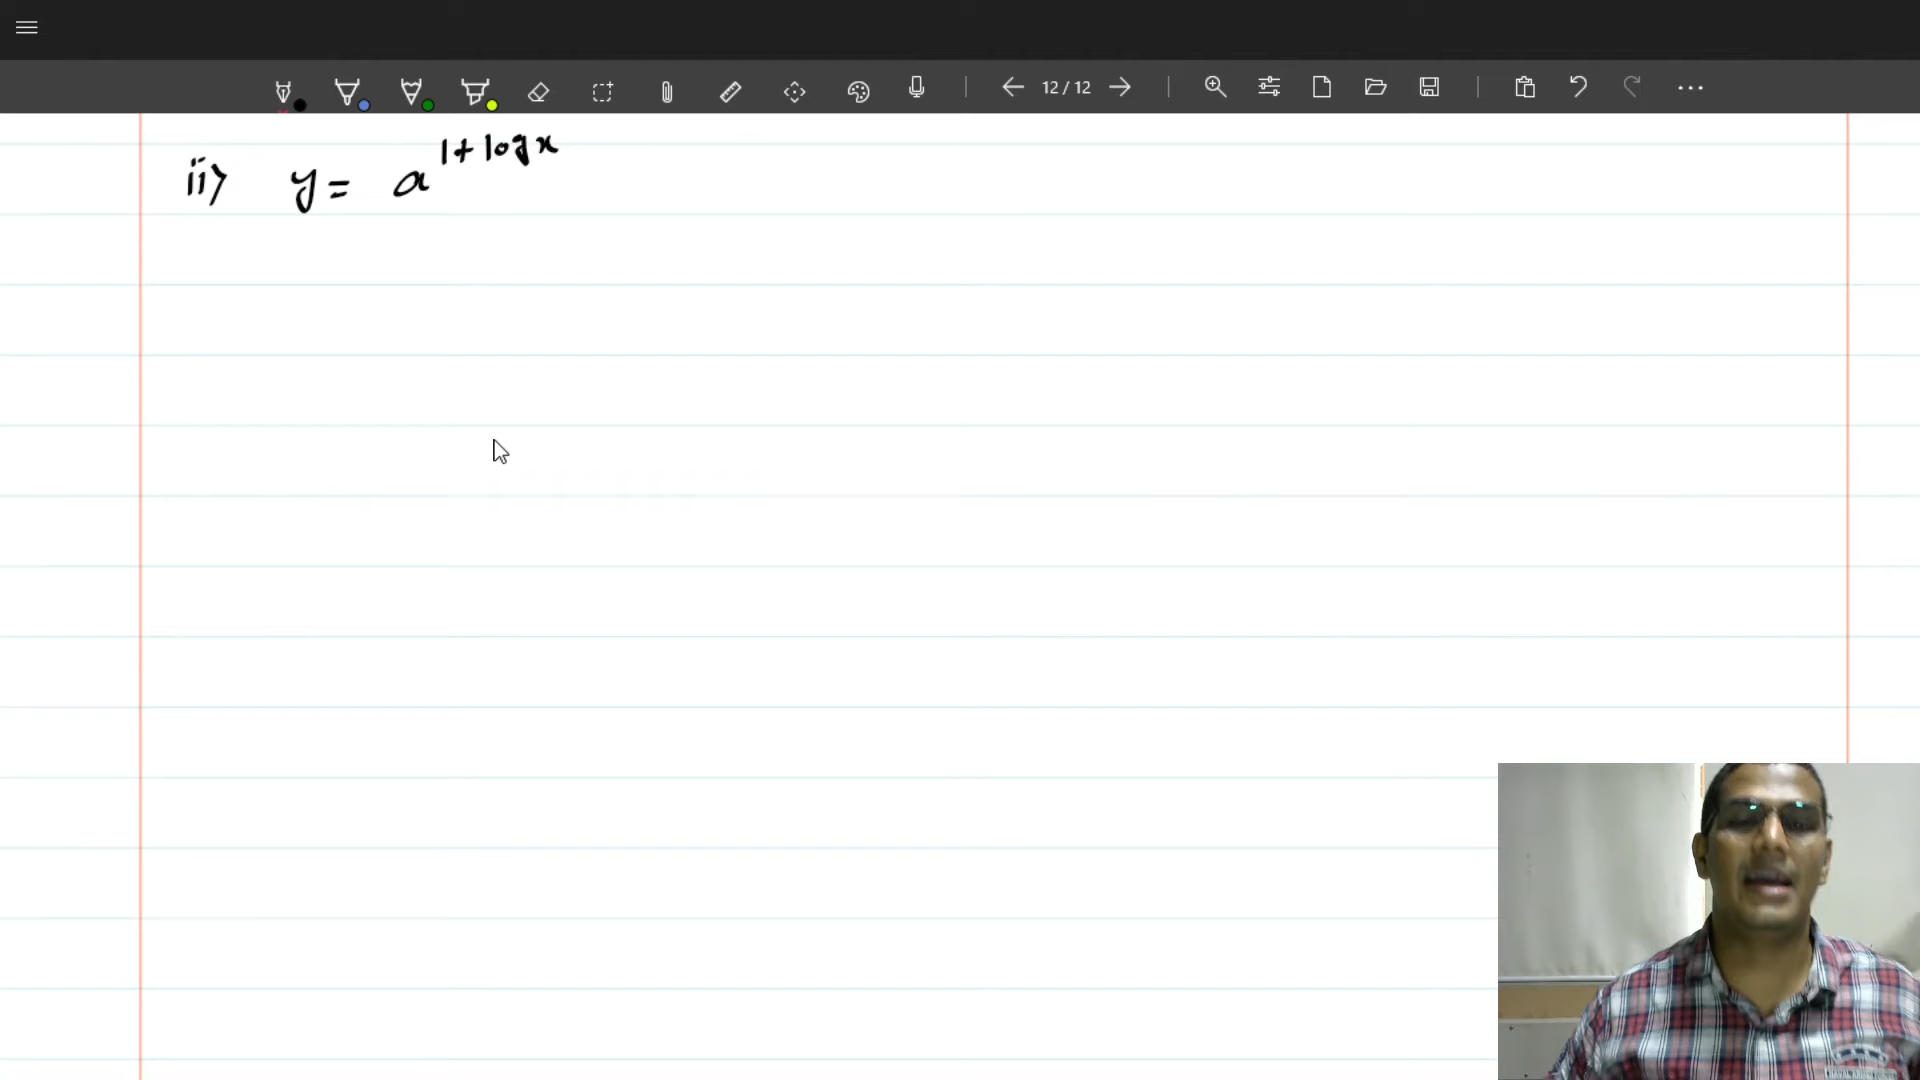 12 / 12
ii) y = a^{1+log x}